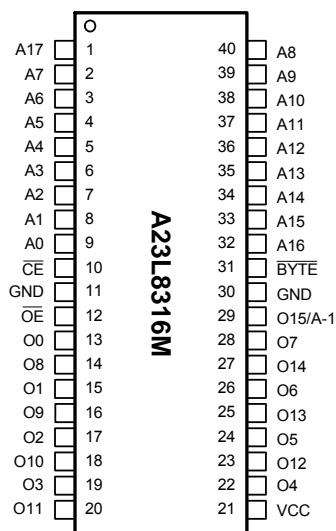 A17 1 40 A8
A7 2 39 A9
A6 3 38 A10
A5 4 37 A11
A4 5 36 A12
A3 6 35 A13
A2 7 34 A14
A1 8 33 A15
A0 9 32 A16
CE 10 31 BYTE
GND 11 30 GND
OE 12 29 O15/A-1
O0 13 28 O7
O8 14 27 O14
O1 15 26 O6
O9 16 25 O13
O2 17 24 O5
O10 18 23 O12
O3 19 22 O4
O11 20 21 VCC
A23L8316M